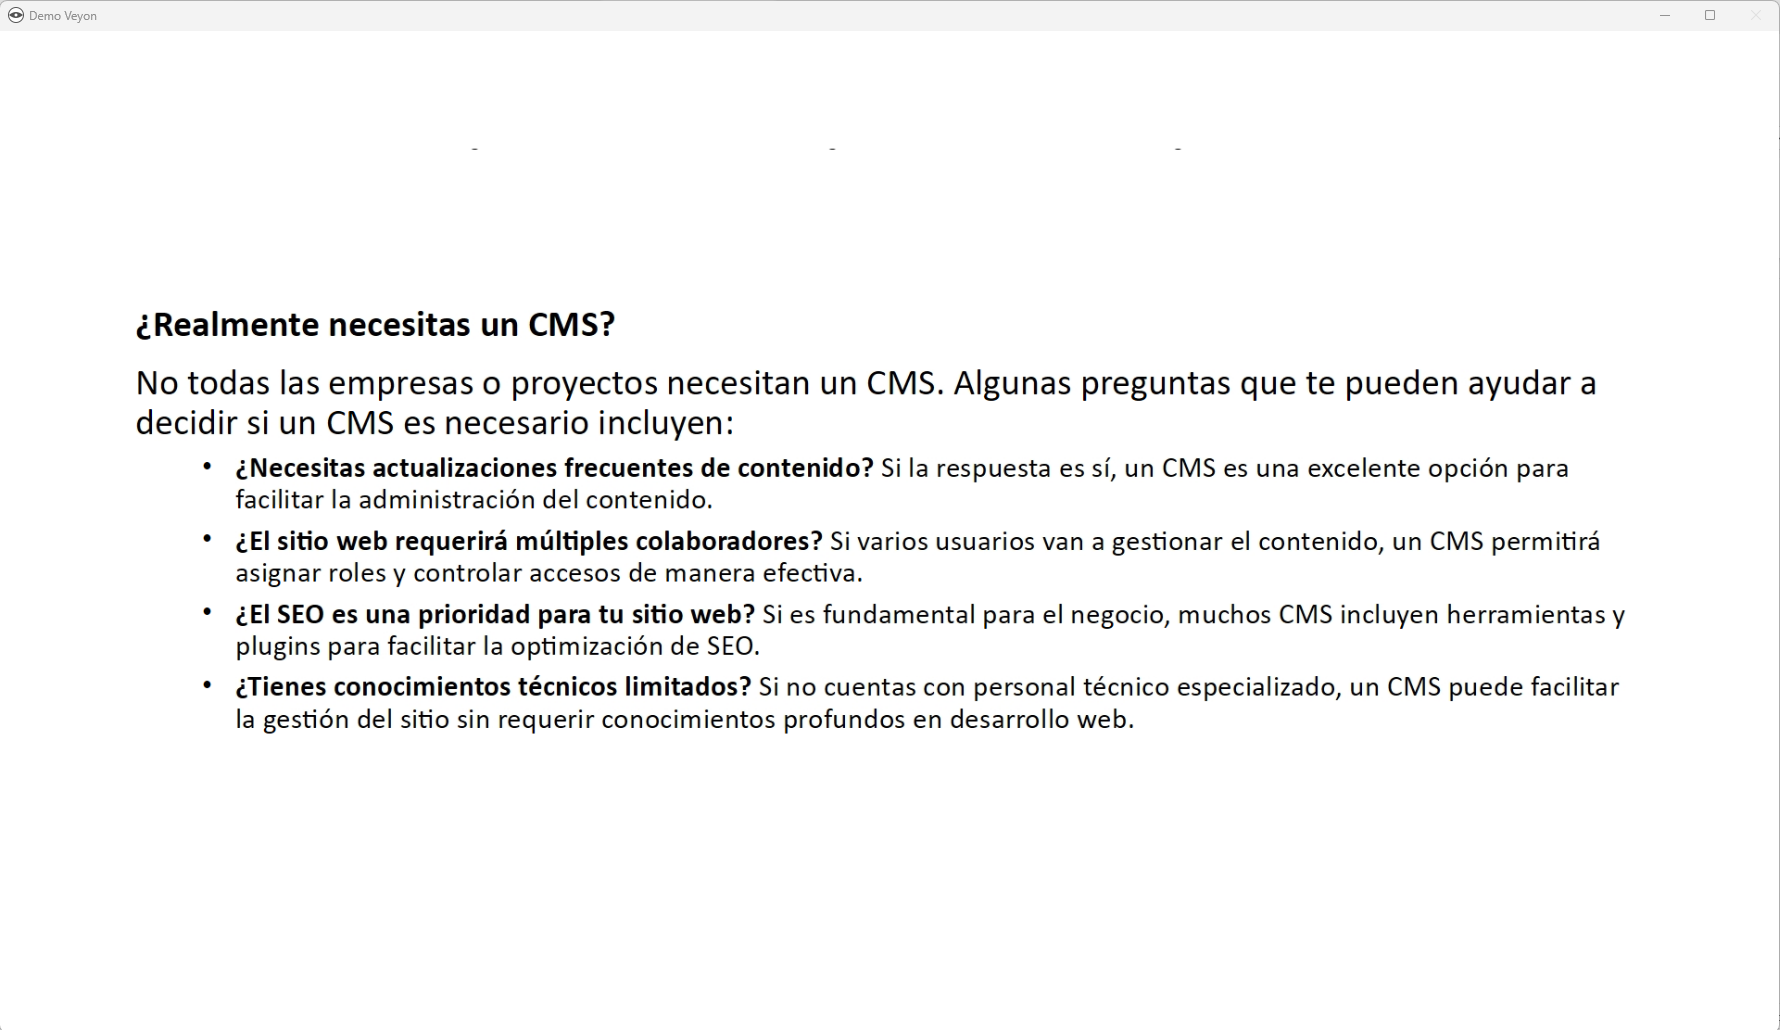 Demo Veyon
¿Realmente necesitas un CMS?
No todas las empresas o proyectos necesitan un CMS. Algunas preguntas que te pueden ayudar a
decidir si un CMS es necesario incluyen:
• ¿Necesitas actualizaciones frecuentes de contenido? Si la respuesta es sí, un CMS es una excelente opción para
facilitar la administración del contenido.
• ¿El sitio web requerirá múltiples colaboradores? Si varios usuarios van a gestionar el contenido, un CMS permitirá
asignar roles y controlar accesos de manera efectiva.
• ¿El SEO es una prioridad para tu sitio web? Si es fundamental para el negocio, muchos CMS incluyen herramientas y
plugins para facilitar la optimización de SEO.
• ¿Tienes conocimientos técnicos limitados? Si no cuentas con personal técnico especializado, un CMS puede facilitar
la gestión del sitio sin requerir conocimientos profundos en desarrollo web.